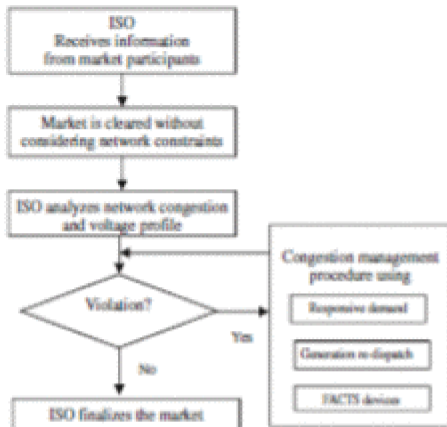 ISO
Receives information
from market participants
Market is cleared without
considering network constraints
ISO analyzes network congestion
and voltage profile
Violation?
Yes
No
ISO finalizes the market
Congestion management
procedure using
Responsive demand
Generation re-dispatch
FACTS devices